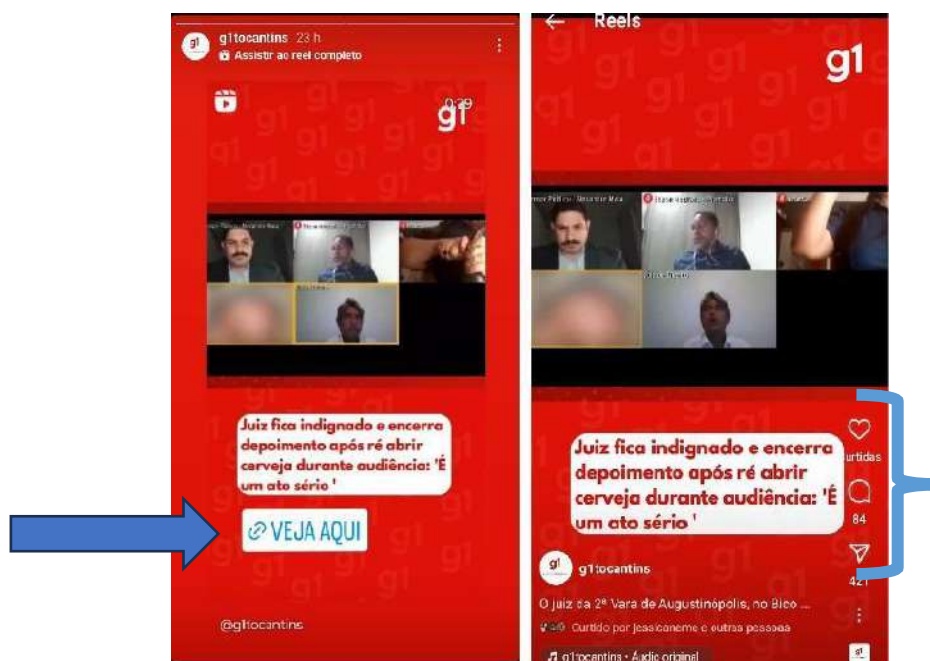 g1tocantins 23 h
Assistir ao reel completo
g1
Juiz fica indignado e encerra
depoimento após ré abrir
cerveja durante audiência: 'É
um ato sério '
VEJA AQUI
@g1tocantins
Reels
g1
Juiz fica indignado e encerra
depoimento após ré abrir
cerveja durante audiência: 'É
um ato sério '
urtidas
84
421
g1
g1tocantins
O juiz da 2ª Vara de Augustinópolis, no Bico ...
Curtido por jessicaneme e outras pessoas
g1tocantins • Áudio original